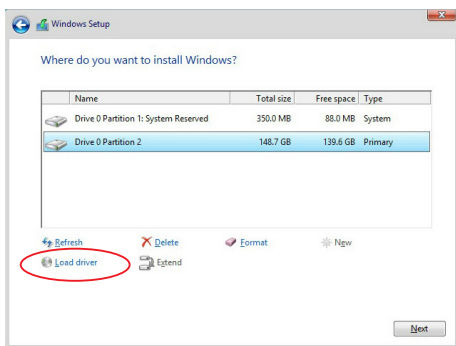 Windows Setup
Where do you want to install Windows?
Name Total size Free space Type
Drive 0 Partition 1: System Reserved 350.0 MB 88.0 MB System
Drive 0 Partition 2 148.7 GB 139.6 GB Primary
Refresh Delete Format New
Load driver Extend
Next